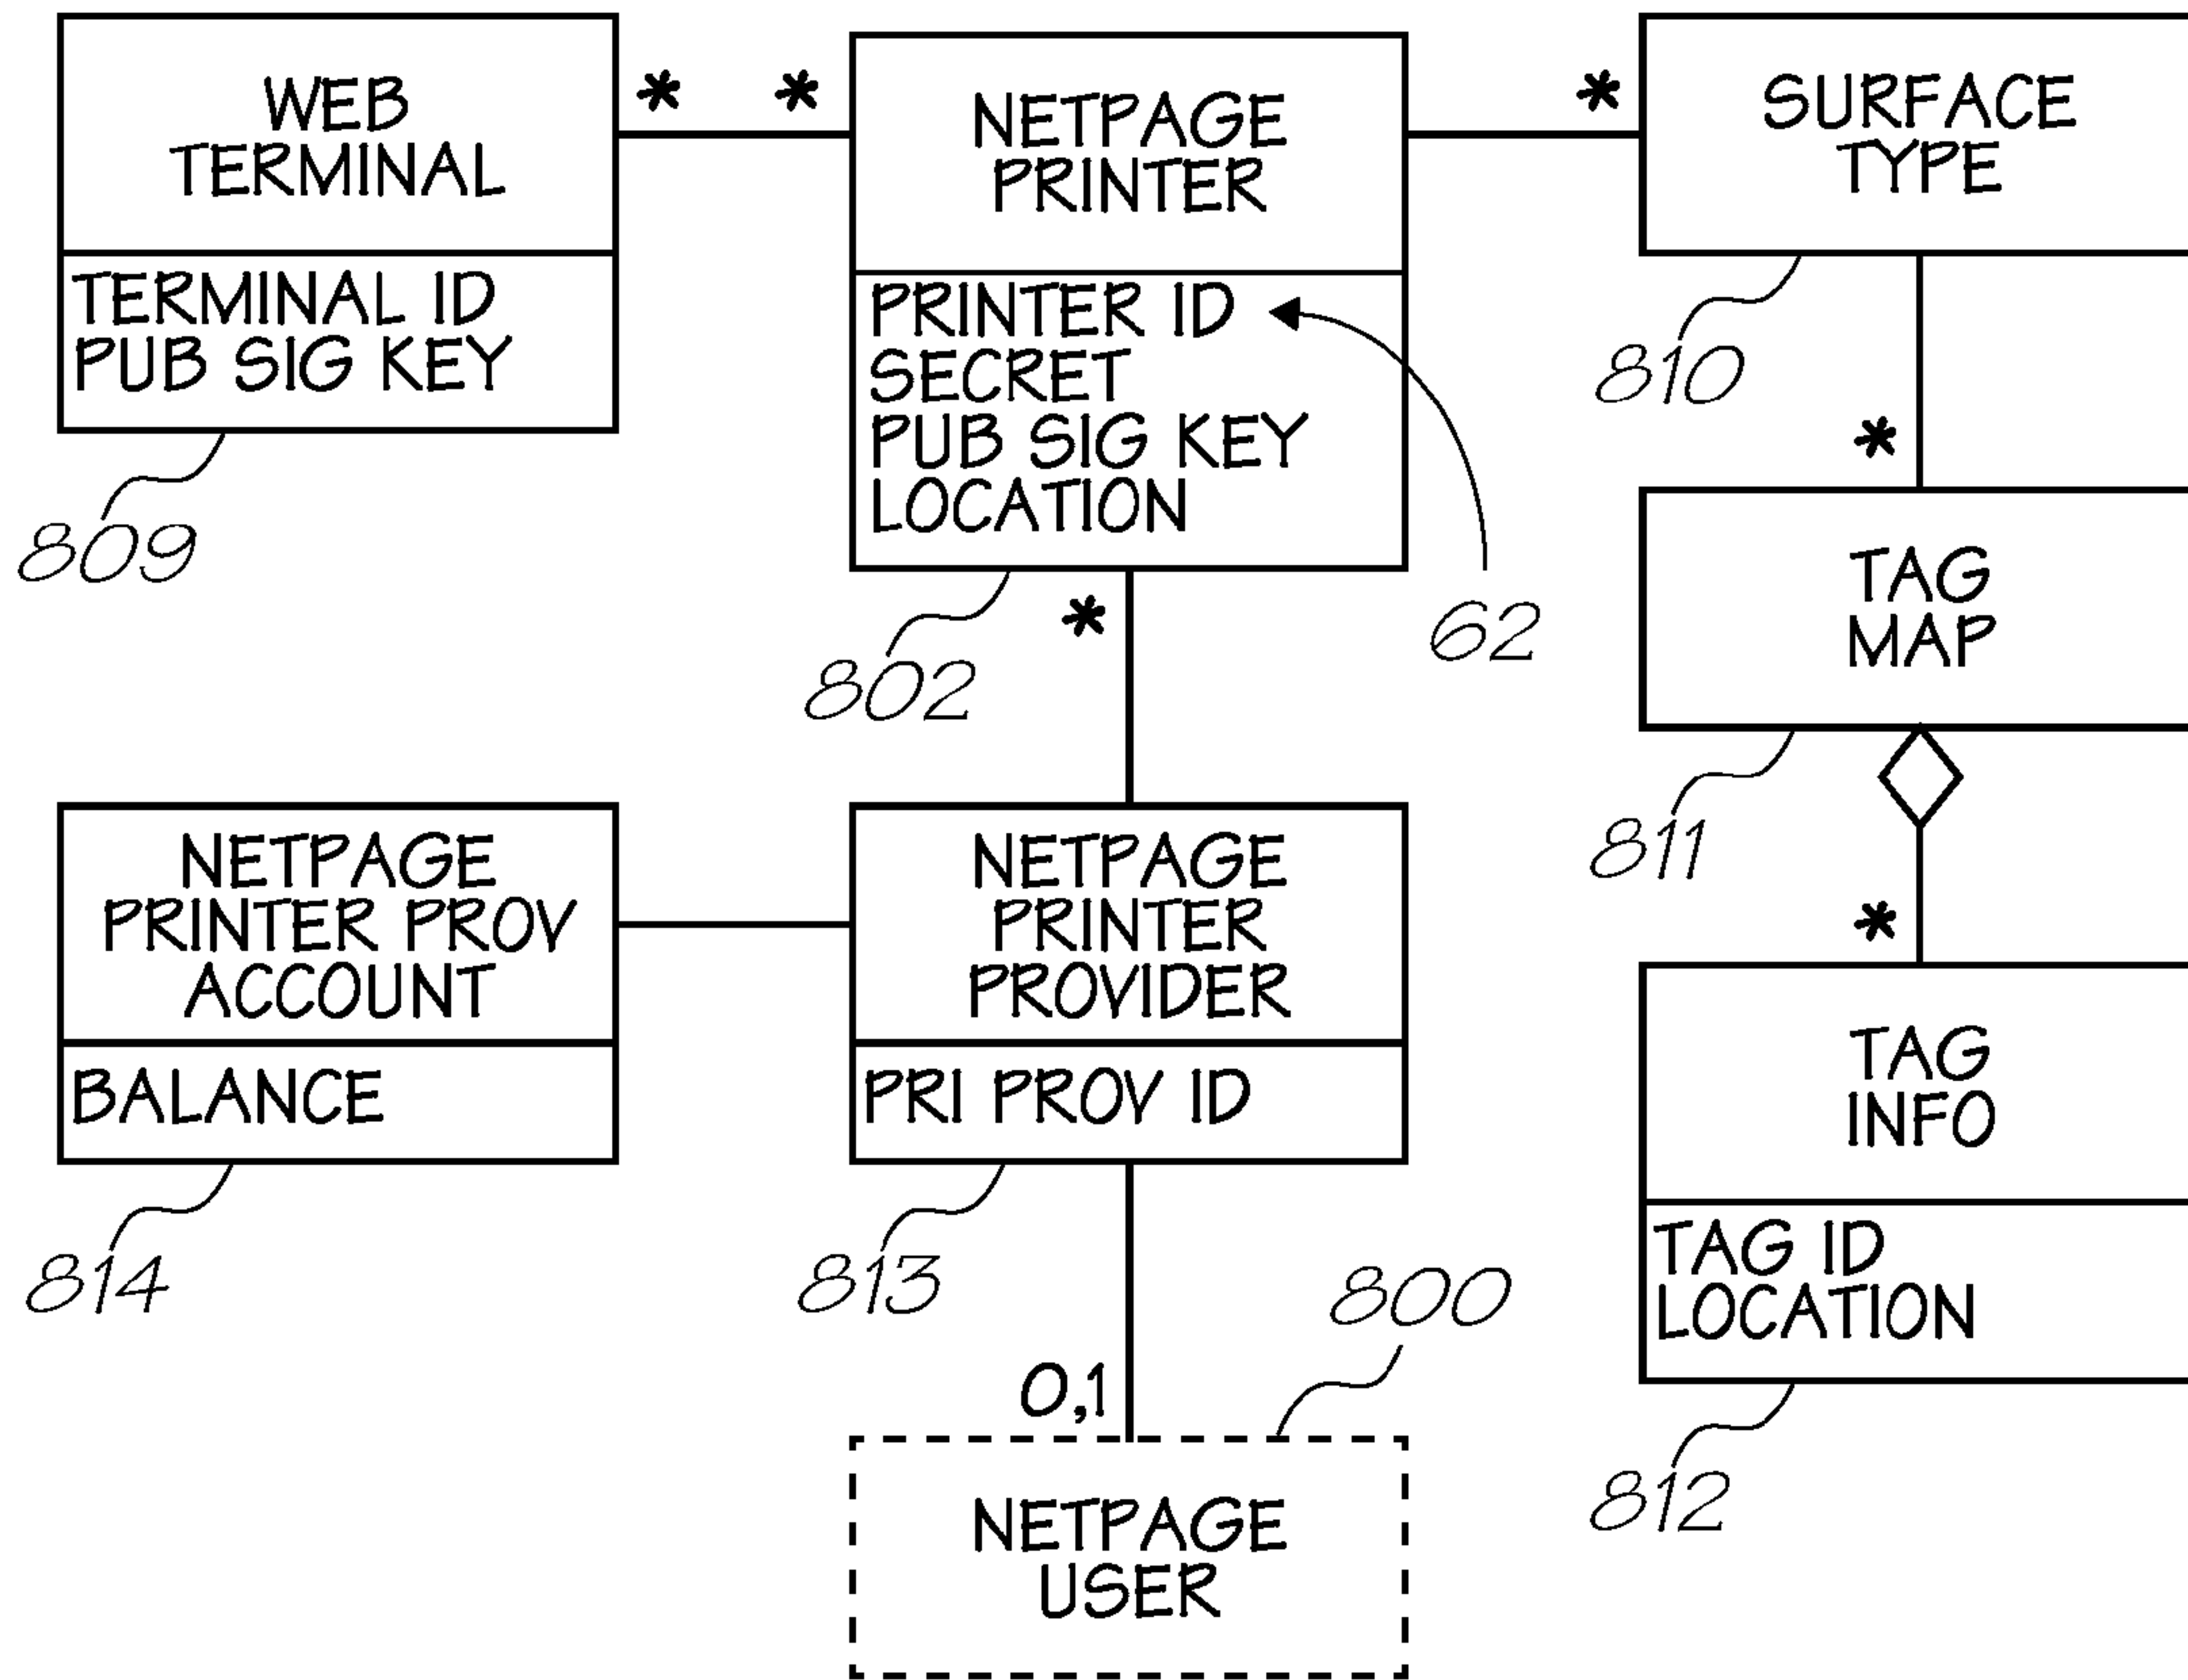 WEB
TERMINAL
TERMINAL ID
PUB SIG KEY
809
*
*
NETPAGE
PRINTER
PRINTER ID
SECRET
PUB SIG KEY
LOCATION
62
802
*
*
SURFACE
TYPE
810
*
TAG
MAP
811
*
TAG
INFO
TAG ID
LOCATION
812
NETPAGE
PRINTER PROV
ACCOUNT
BALANCE
814
NETPAGE
PRINTER
PROVIDER
PRI PROV ID
813
800
0,1
NETPAGE
USER